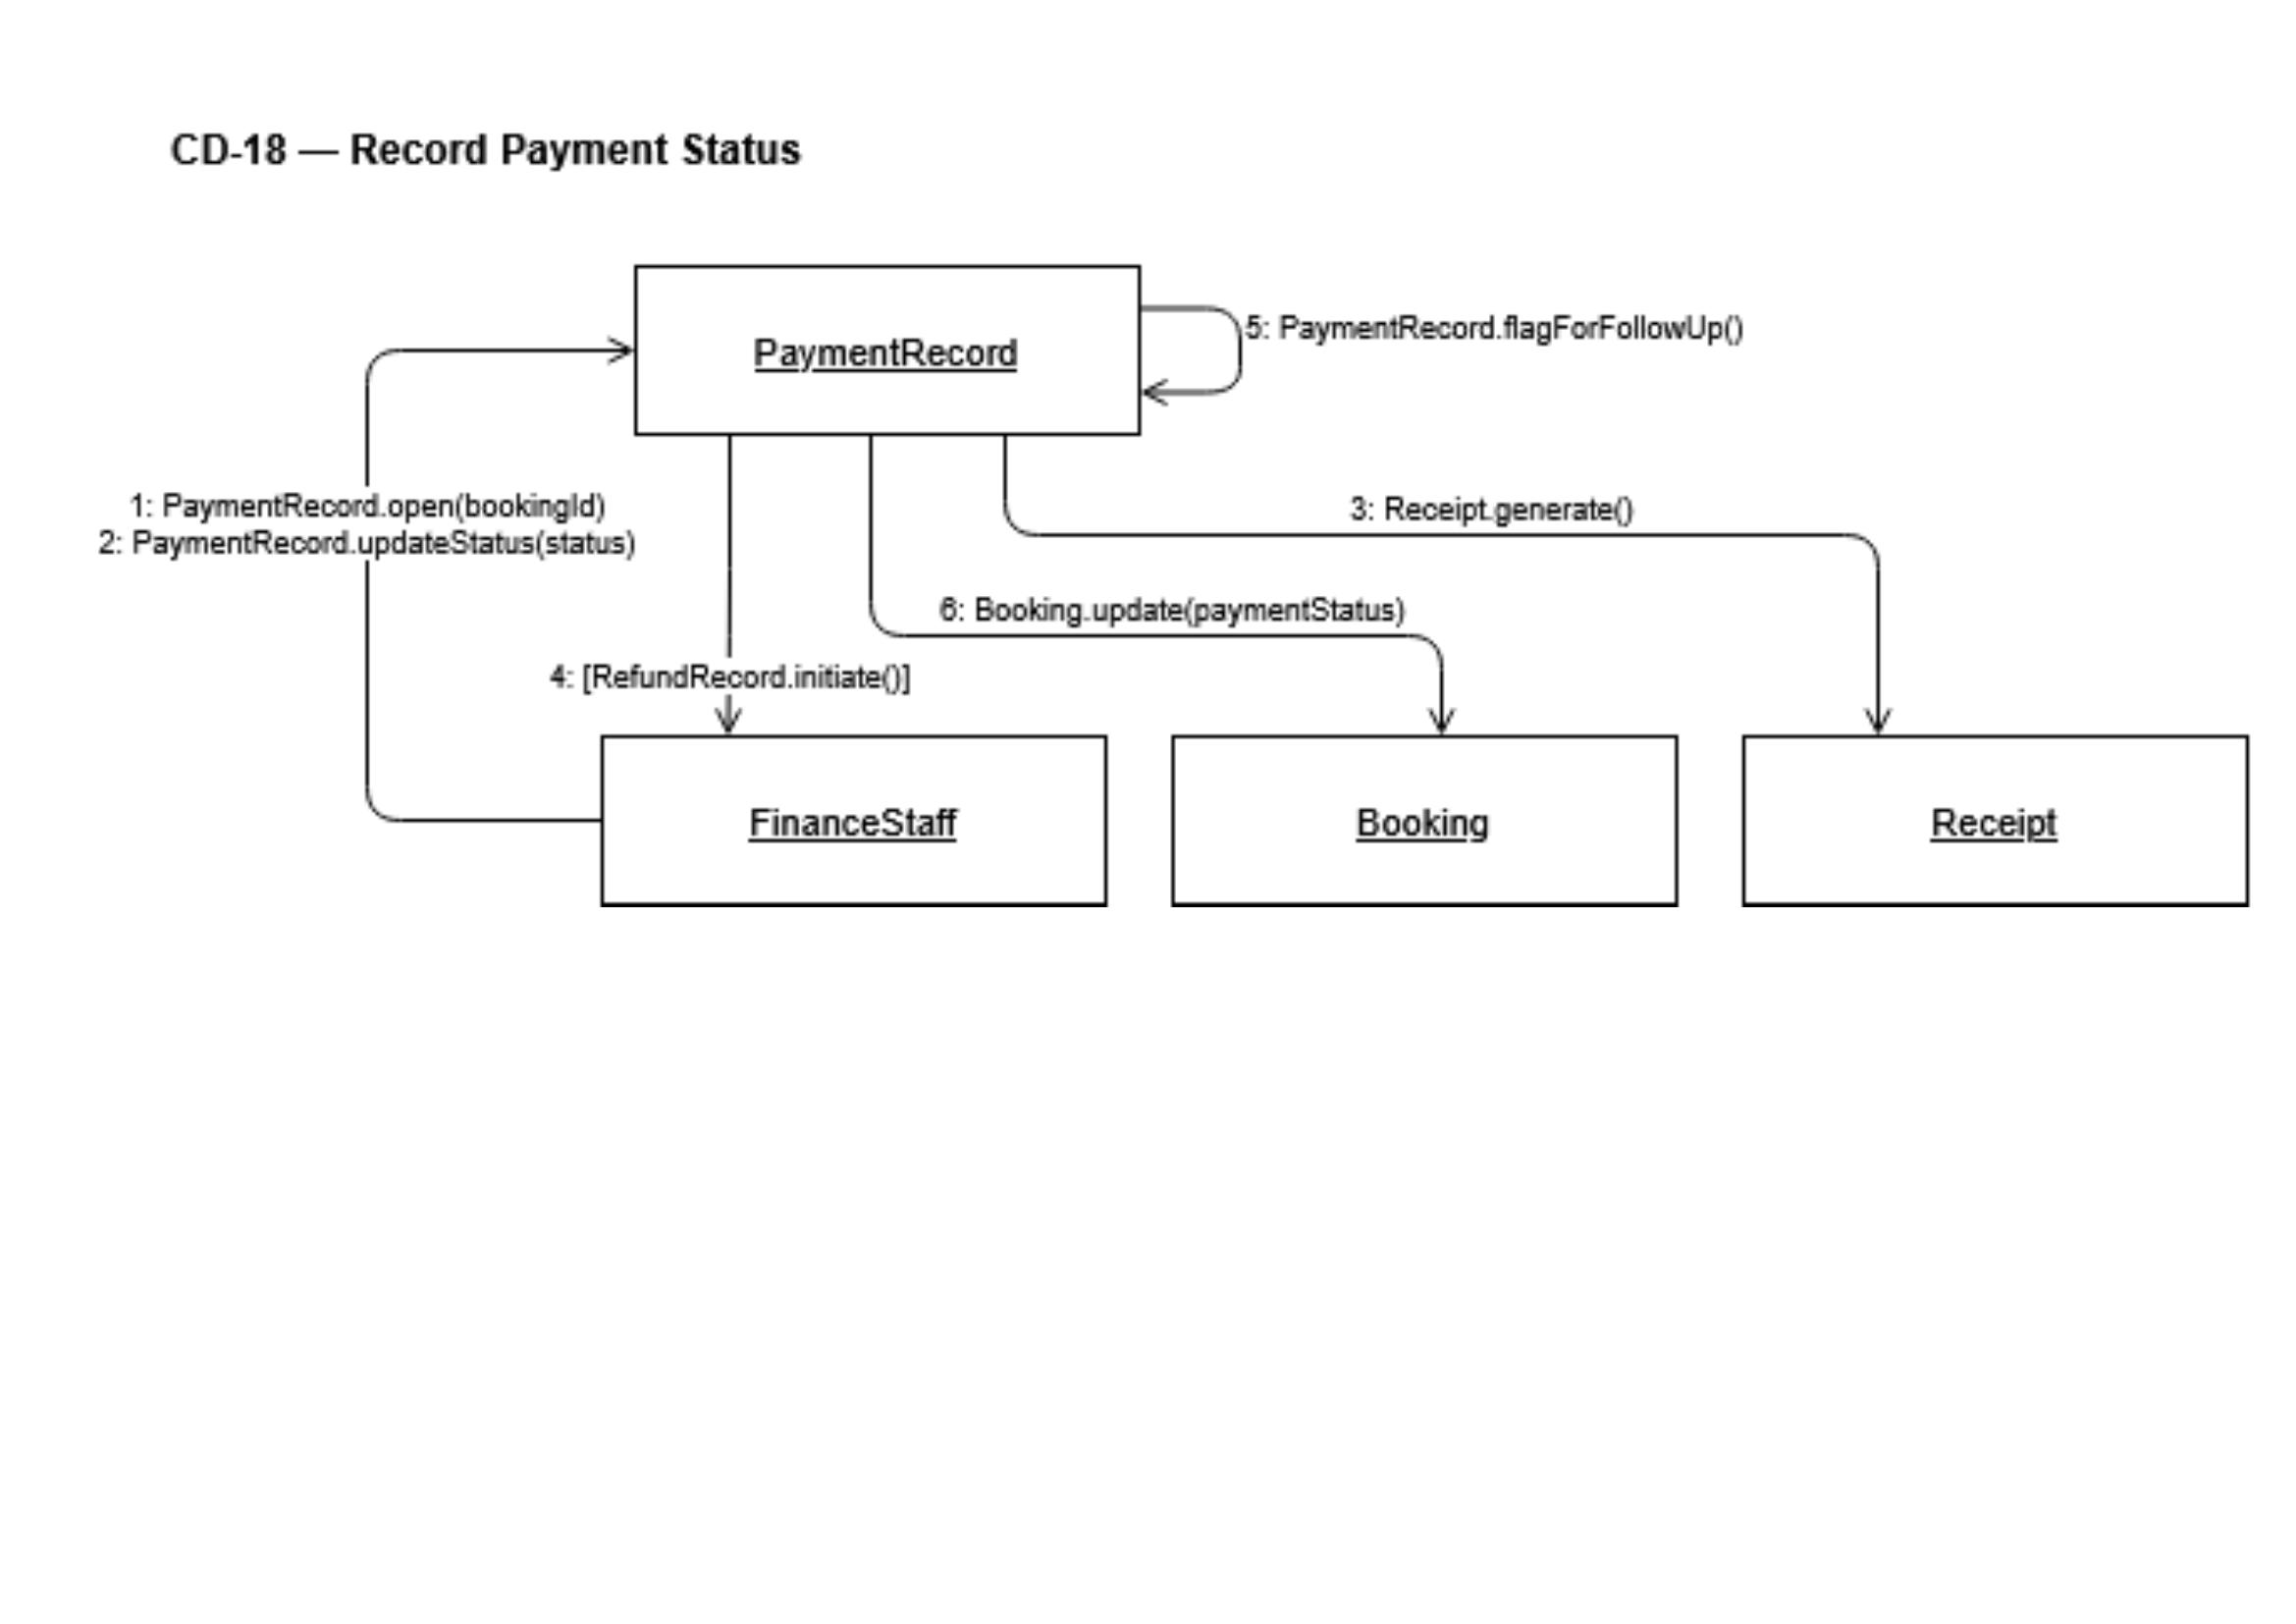 CD-18 — Record Payment Status
PaymentRecord
5: PaymentRecord.flagForFollowUp()
1: PaymentRecord.open(bookingId)
2: PaymentRecord.updateStatus(status)
3: Receipt.generate()
6: Booking.update(paymentStatus)
4: [RefundRecord.initiate()]
FinanceStaff
Booking
Receipt